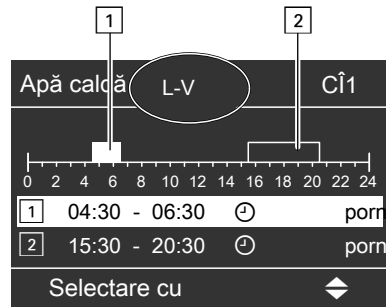 1 2
Apă caldă L-V CÎ1
0 2 4 6 8 10 12 14 16 18 20 22 24
1 04:30 - 06:30 porn
2 15:30 - 20:30 porn
Selectare cu